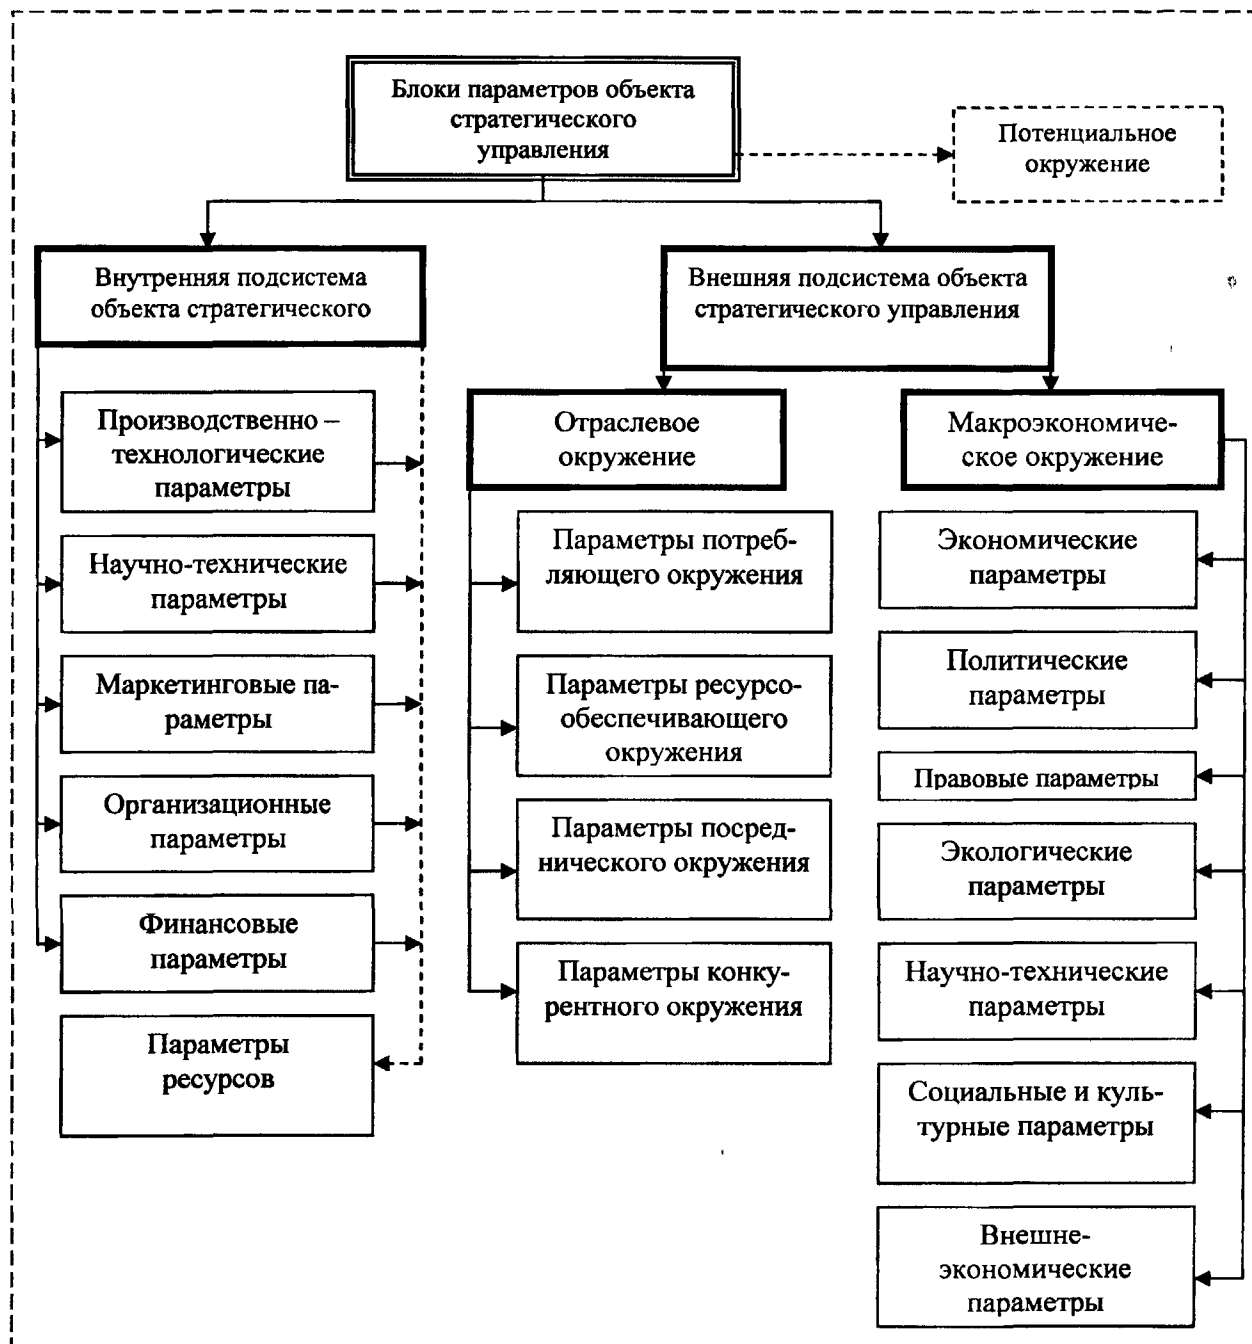 Блоки параметров объекта
стратегического
управления
Потенциальное
окружение
Внутренняя подсистема
объекта стратегического
Внешняя подсистема объекта
стратегического управления
Производственно –
технологические
параметры
Научно-технические
параметры
Маркетинговые па-
раметры
Организационные
параметры
Финансовые
параметры
Параметры
ресурсов
Отраслевое
окружение
Параметры потреб-
ляющего окружения
Параметры ресурсо-
обеспечивающего
окружения
Параметры посред-
нического окружения
Параметры конку-
рентного окружения
Макроэкономиче-
ское окружение
Экономические
параметры
Политические
параметры
Правовые параметры
Экологические
параметры
Научно-технические
параметры
Социальные и куль-
турные параметры
Внешне-
экономические
параметры